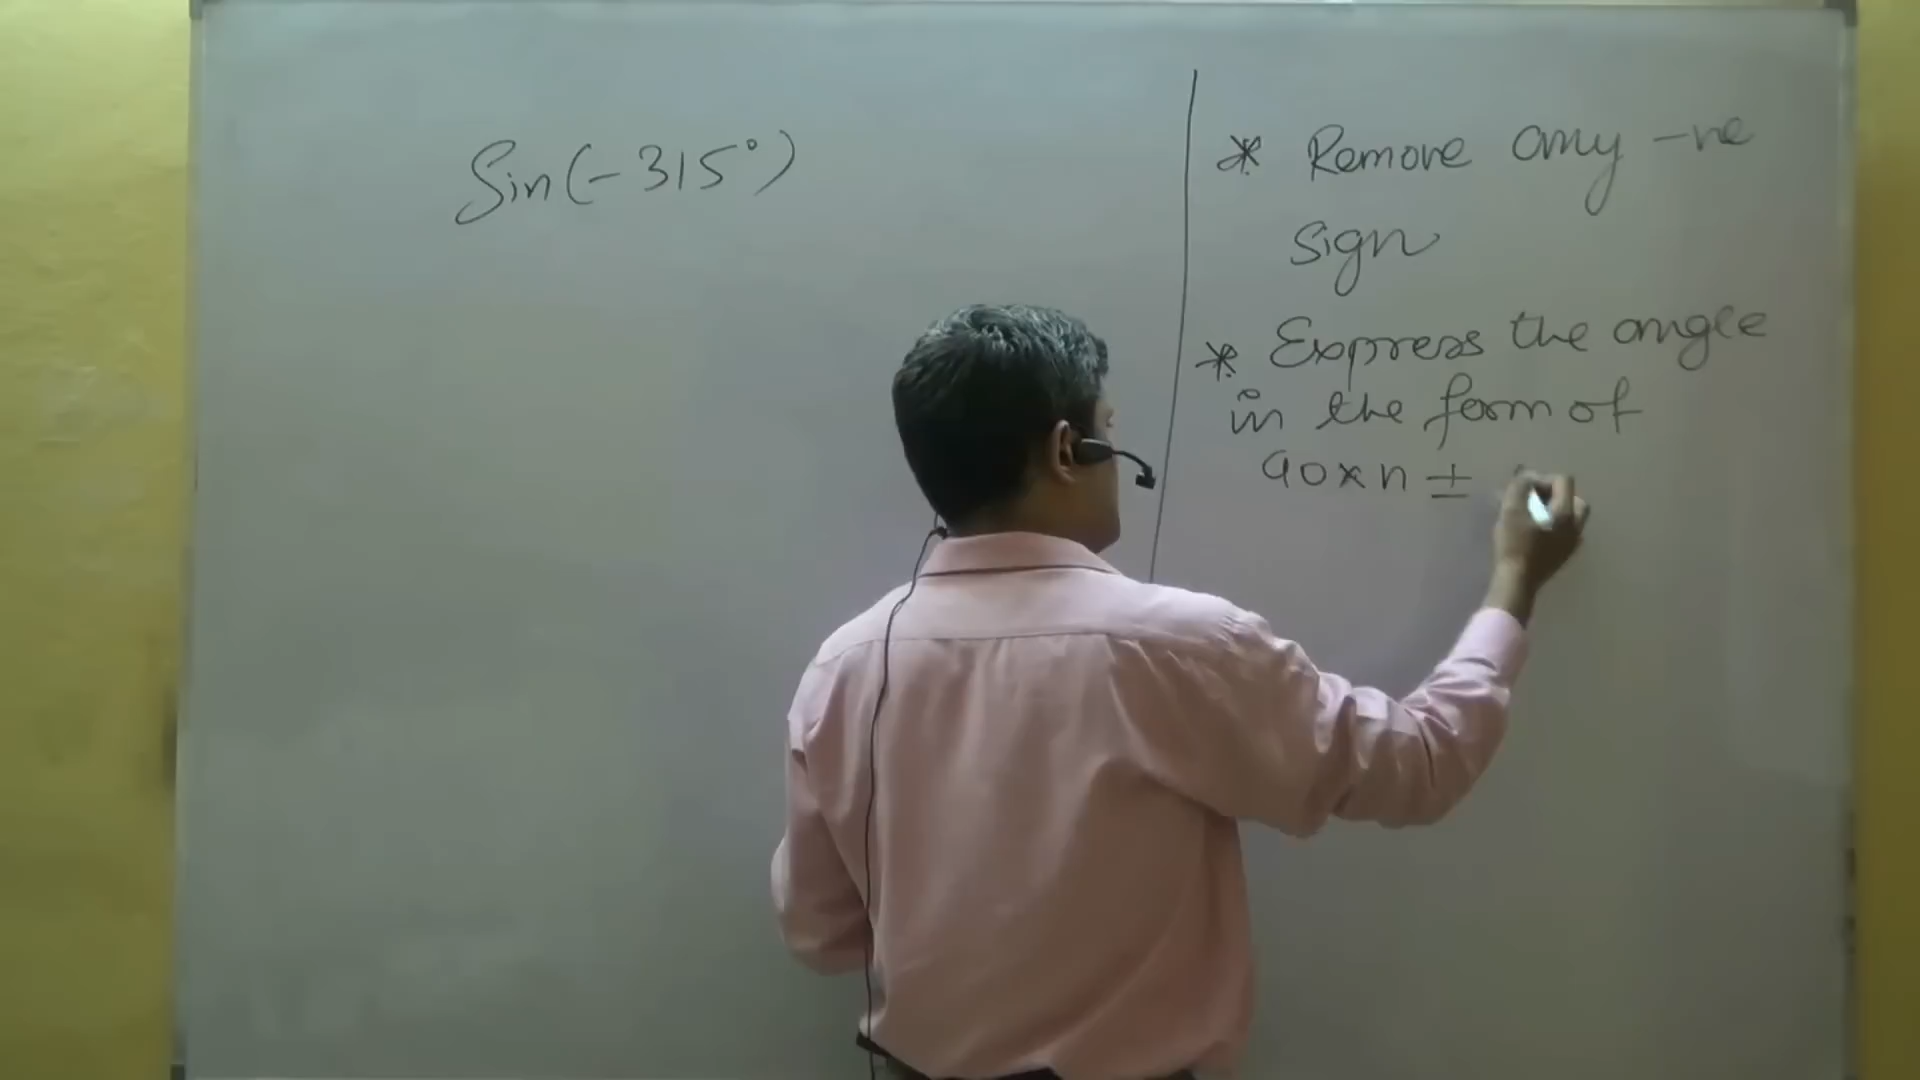 Sin(-315°)
* Remove any -ve
sign
* Express the angle
in the form of
90×n ±